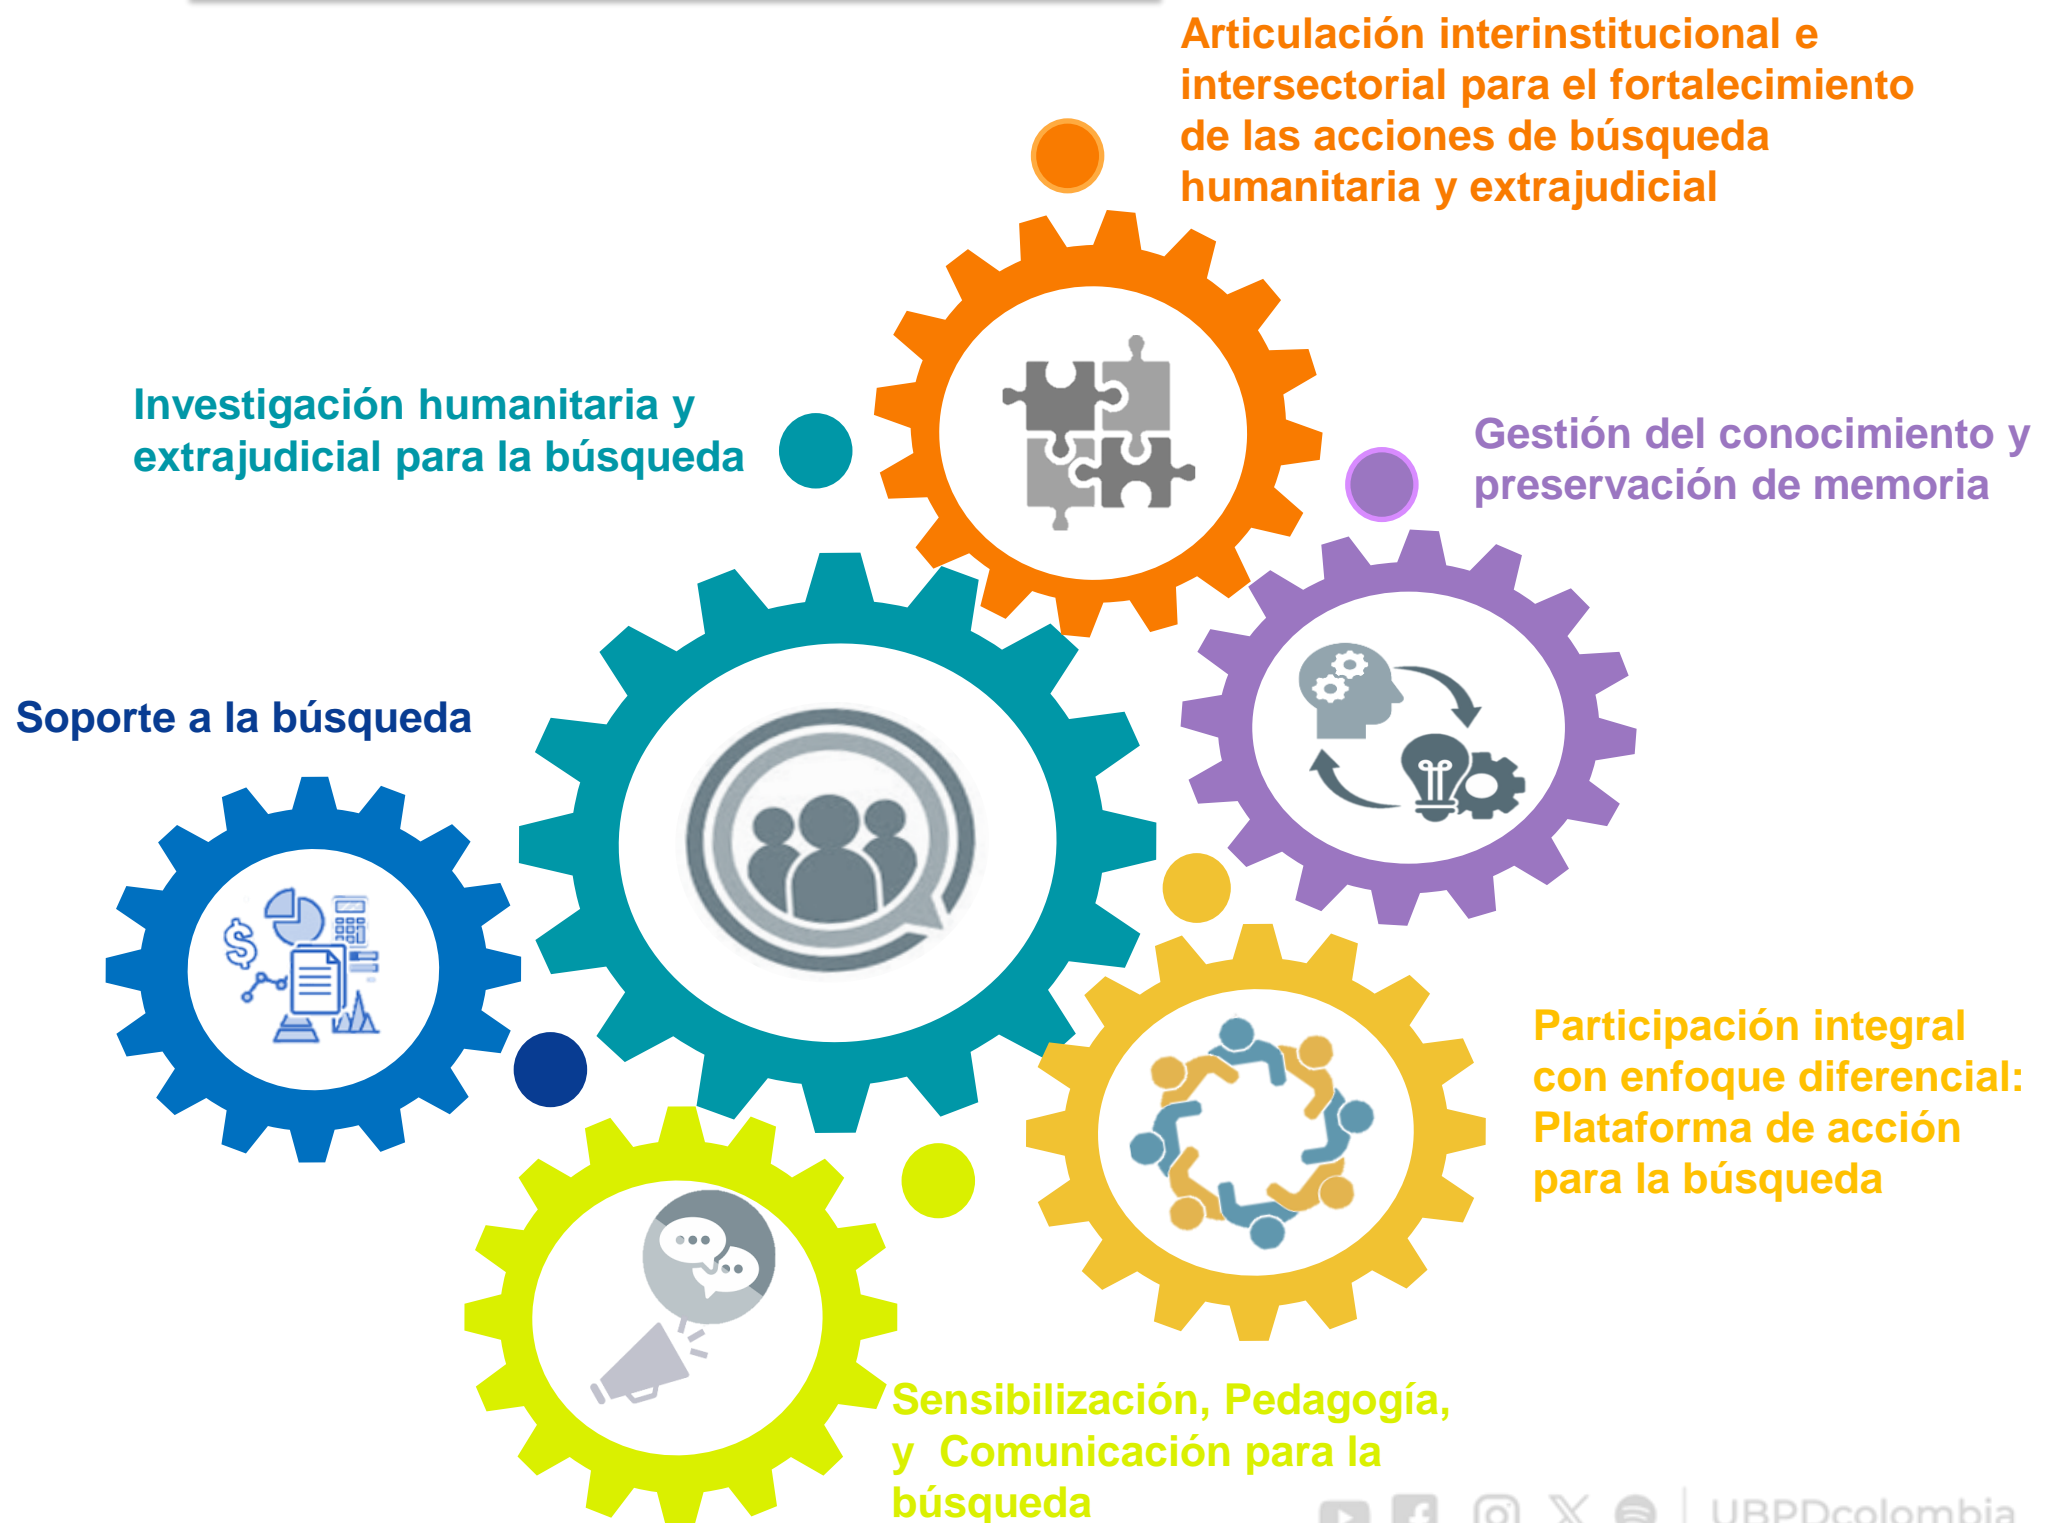 Articulación interinstitucional e
intersectorial para el fortalecimiento
de las acciones de búsqueda
humanitaria y extrajudicial
Investigación humanitaria y
extrajudicial para la búsqueda
Gestión del conocimiento y
preservación de memoria
Soporte a la búsqueda
Participación integral
con enfoque diferencial:
Plataforma de acción
para la búsqueda
Sensibilización, Pedagogía,
y Comunicación para la
búsqueda
UBPDcolombia